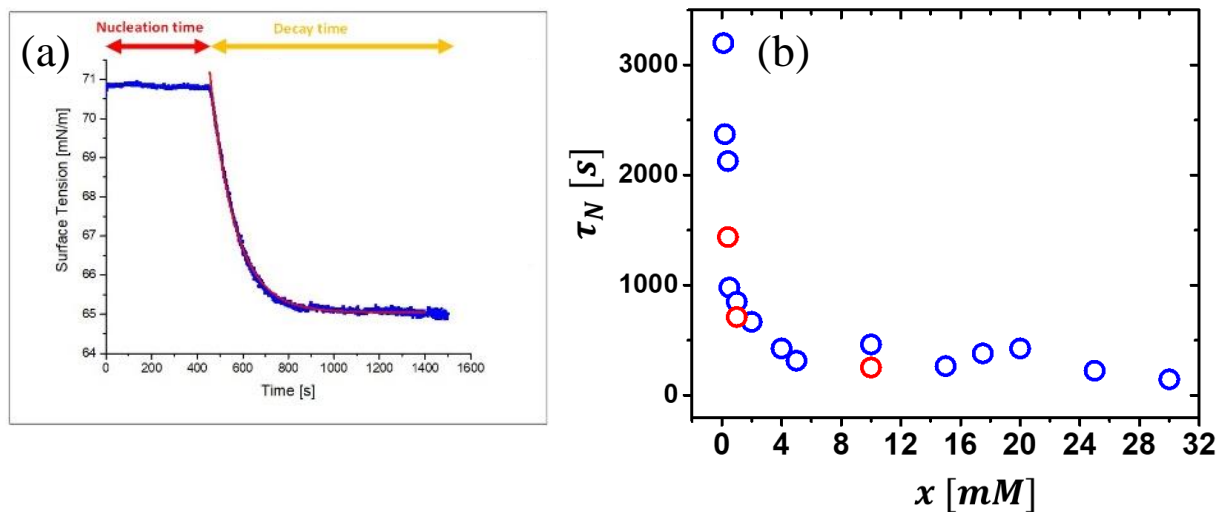 (a)
Nucleation time
Decay time
Surface Tension [mN/m]
71
70
69
68
67
66
65
64
0 200 400 600 800 1000 1200 1400 1600
Time [s]
(b)
τN [s]
3000
2000
1000
0
0 4 8 12 16 20 24 28 32
x [mM]